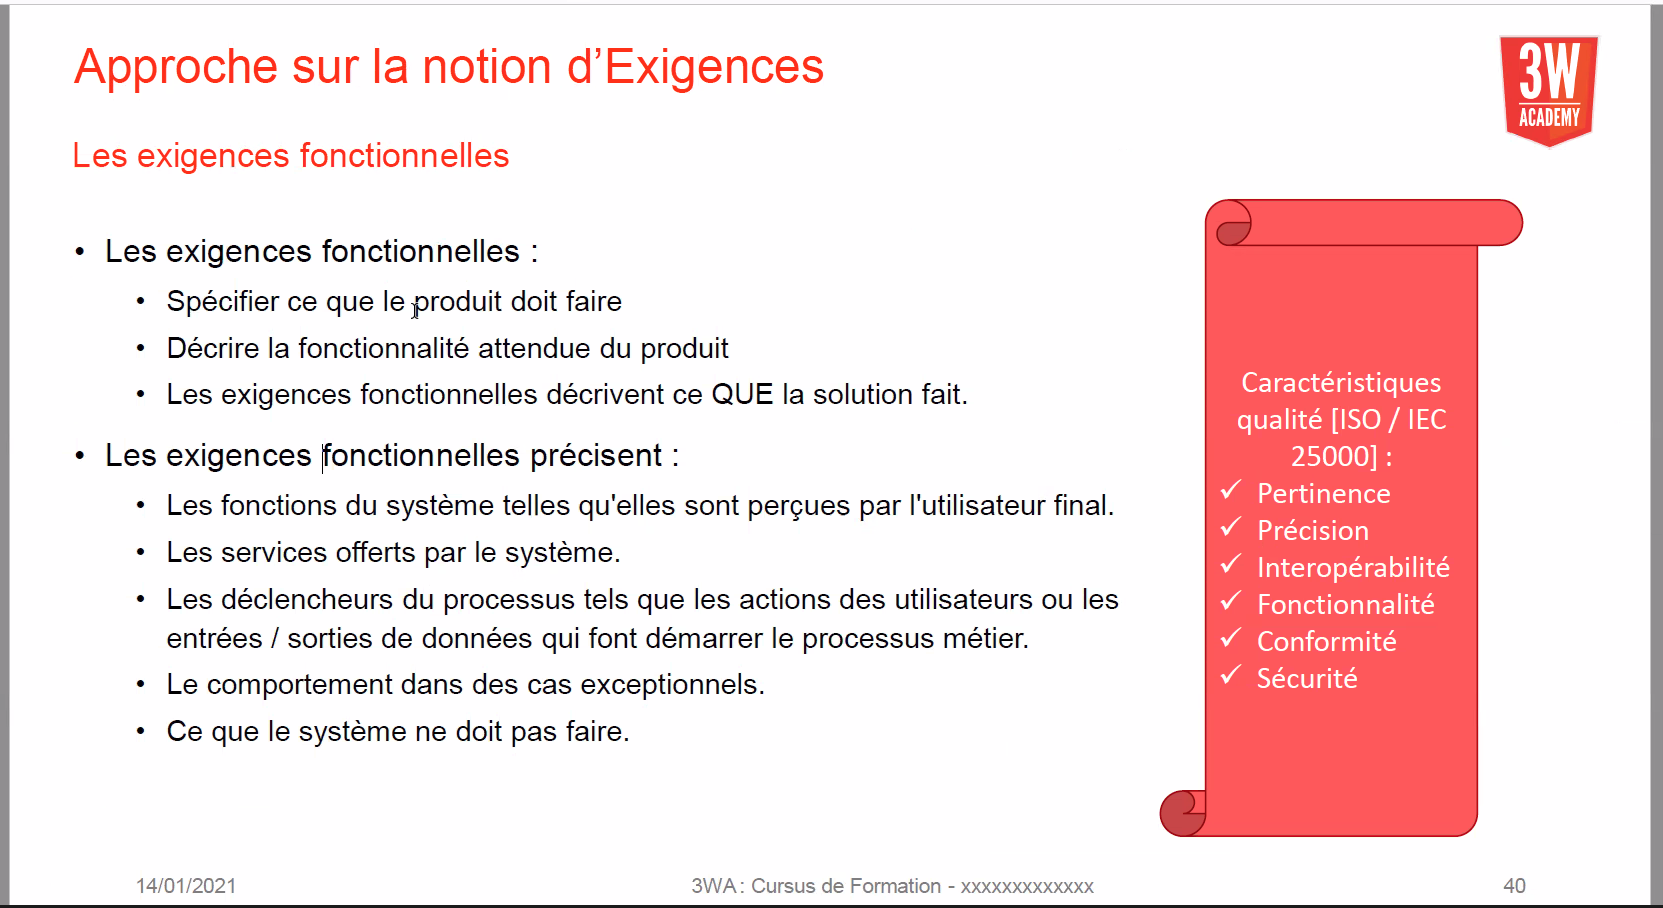 Approche sur la notion d’Exigences
3W
ACADEMY
Les exigences fonctionnelles
• Les exigences fonctionnelles :
• Spécifier ce que le produit doit faire
• Décrire la fonctionnalité attendue du produit
• Les exigences fonctionnelles décrivent ce QUE la solution fait.
• Les exigences fonctionnelles précisent :
• Les fonctions du système telles qu'elles sont perçues par l'utilisateur final.
• Les services offerts par le système.
• Les déclencheurs du processus tels que les actions des utilisateurs ou les
entrées / sorties de données qui font démarrer le processus métier.
• Le comportement dans des cas exceptionnels.
• Ce que le système ne doit pas faire.
Caractéristiques
qualité [ISO / IEC
25000] :
✓ Pertinence
✓ Précision
✓ Interopérabilité
✓ Fonctionnalité
✓ Conformité
✓ Sécurité
14/01/2021
3WA : Cursus de Formation - xxxxxxxxxxxxx
40